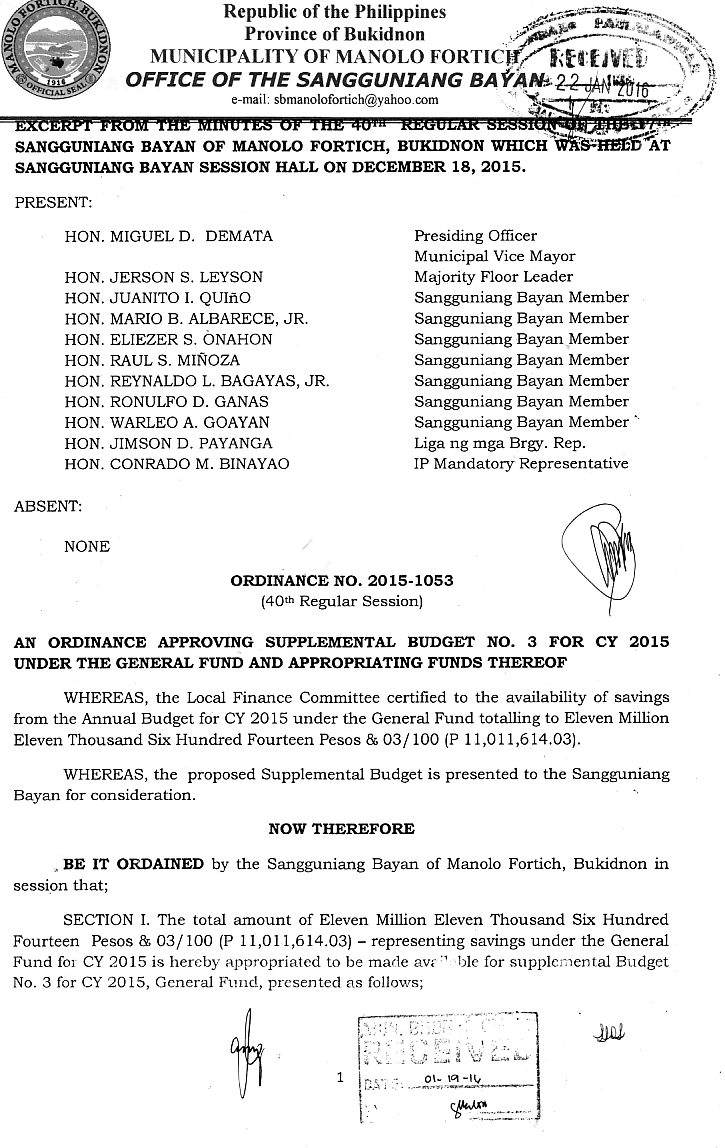 MANOLO FORTICH, BUKIDNON
1916
OFFICIAL SEAL
Republic of the Philippines
Province of Bukidnon
MUNICIPALITY OF MANOLO FORTICH
OFFICE OF THE SANGGUNIANG BAYAN
e-mail: sbmanolofortich@yahoo.com
RECEIVED
22 JAN 2016
EXCERPT FROM THE MINUTES OF THE 40TH REGULAR SESSION
SANGGUNIANG BAYAN OF MANOLO FORTICH, BUKIDNON WHICH WAS HELD AT
SANGGUNIANG BAYAN SESSION HALL ON DECEMBER 18, 2015.
PRESENT:
HON. MIGUEL D. DEMATA Presiding Officer
Municipal Vice Mayor
HON. JERSON S. LEYSON Majority Floor Leader
HON. JUANITO I. QUIñO Sangguniang Bayan Member
HON. MARIO B. ALBARECE, JR. Sangguniang Bayan Member
HON. ELIEZER S. ONAHON Sangguniang Bayan Member
HON. RAUL S. MIÑOZA Sangguniang Bayan Member
HON. REYNALDO L. BAGAYAS, JR. Sangguniang Bayan Member
HON. RONULFO D. GANAS Sangguniang Bayan Member
HON. WARLEO A. GOAYAN Sangguniang Bayan Member
HON. JIMSON D. PAYANGA Liga ng mga Brgy. Rep.
HON. CONRADO M. BINAYAO IP Mandatory Representative
ABSENT:
NONE
ORDINANCE NO. 2015-1053
(40th Regular Session)
AN ORDINANCE APPROVING SUPPLEMENTAL BUDGET NO. 3 FOR CY 2015
UNDER THE GENERAL FUND AND APPROPRIATING FUNDS THEREOF
WHEREAS, the Local Finance Committee certified to the availability of savings
from the Annual Budget for CY 2015 under the General Fund totalling to Eleven Million
Eleven Thousand Six Hundred Fourteen Pesos & 03/100 (P 11,011,614.03).
WHEREAS, the proposed Supplemental Budget is presented to the Sangguniang
Bayan for consideration.
NOW THEREFORE
BE IT ORDAINED by the Sangguniang Bayan of Manolo Fortich, Bukidnon in
session that;
SECTION I. The total amount of Eleven Million Eleven Thousand Six Hundred
Fourteen Pesos & 03/100 (P 11,011,614.03) – representing savings under the General
Fund for CY 2015 is hereby appropriated to be made available for supplemental Budget
No. 3 for CY 2015, General Fund, presented as follows;
1
RECEIVED
DATE: 01-19-16